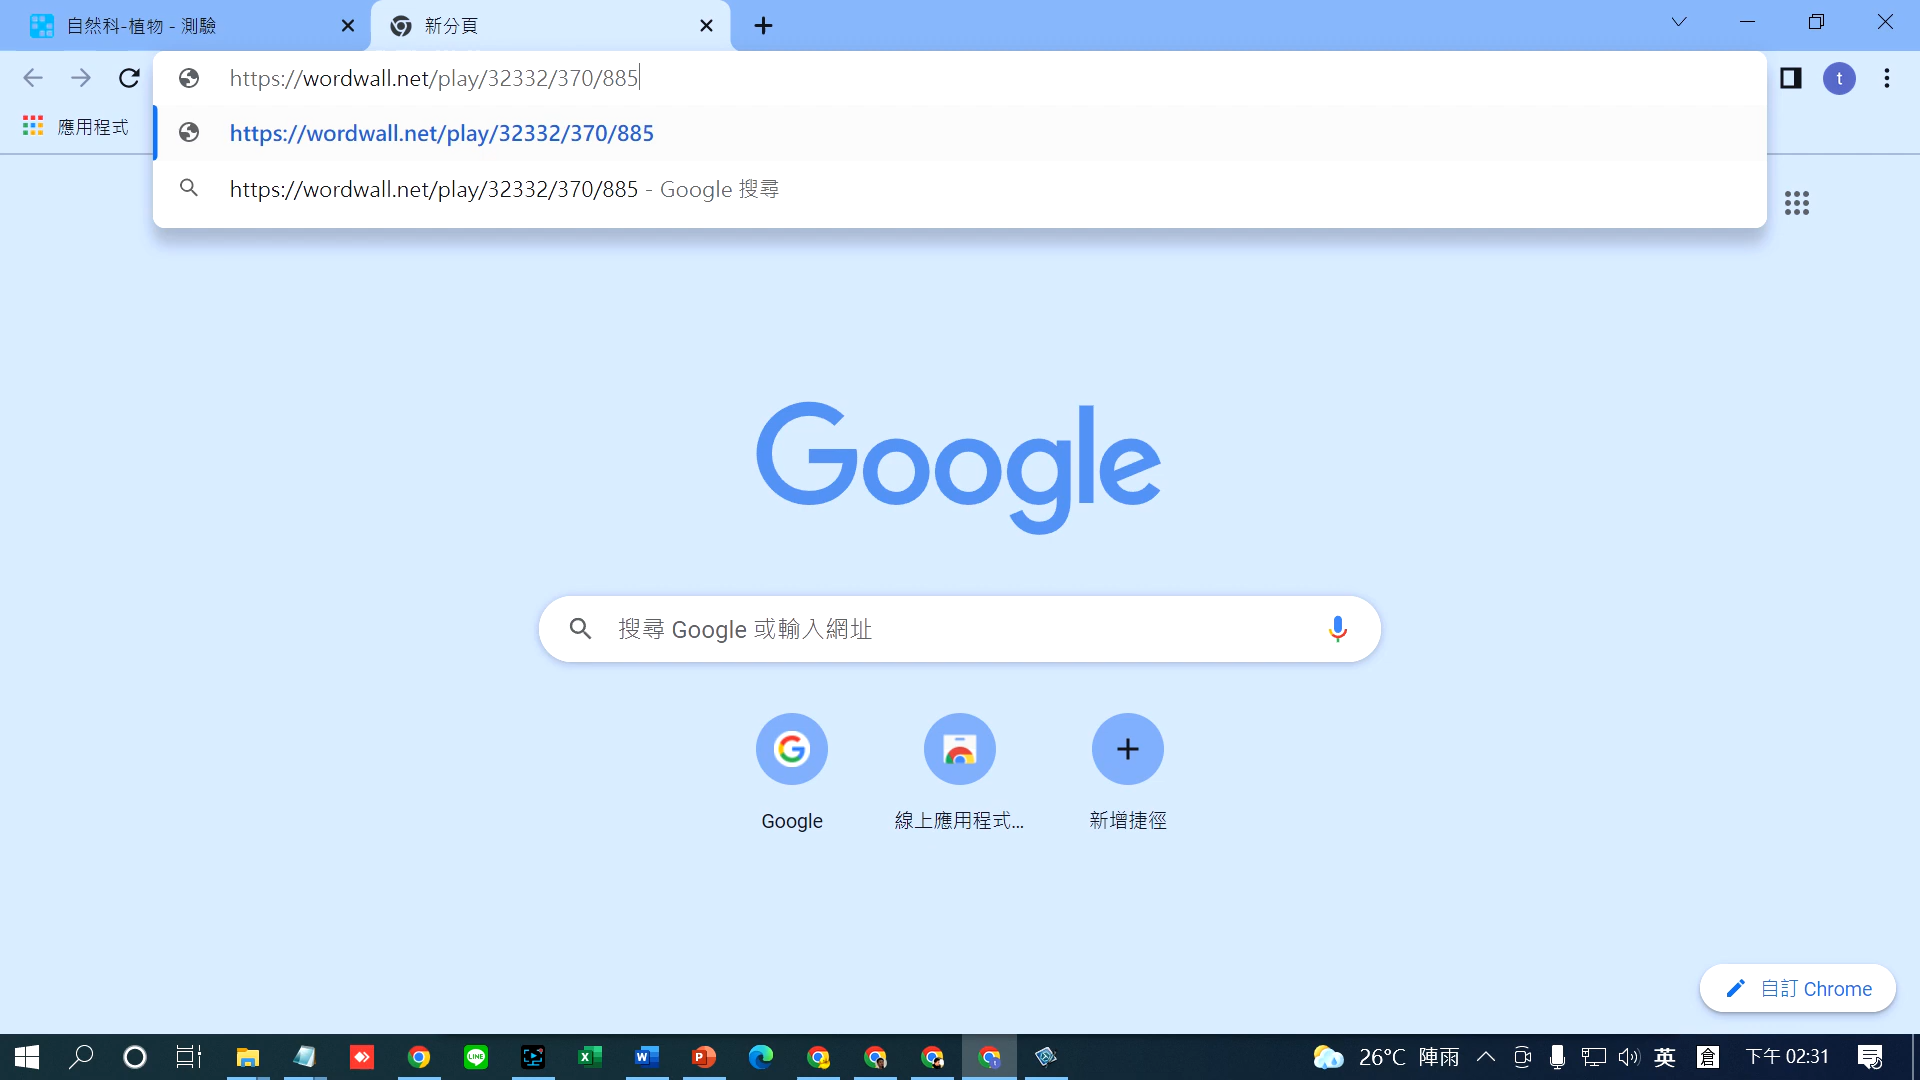 自然科-植物 - 測驗
新分頁
https://wordwall.net/play/32332/370/885
t
應用程式
https://wordwall.net/play/32332/370/885
https://wordwall.net/play/32332/370/885 - Google 搜尋
Google
搜尋 Google 或輸入網址
Google
線上應用程式...
新增捷徑
自訂 Chrome
26°C 陣雨
英
倉
下午 02:31